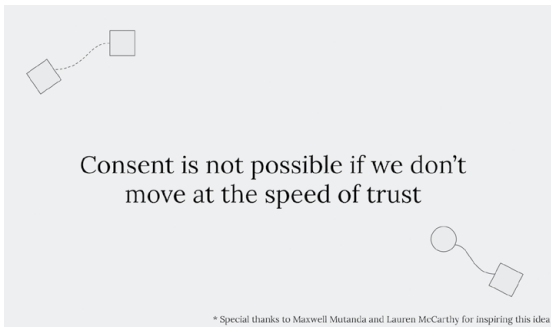 Consent is not possible if we don't
move at the speed of trust
* Special thanks to Maxwell Mutanda and Lauren McCarthy for inspiring this idea